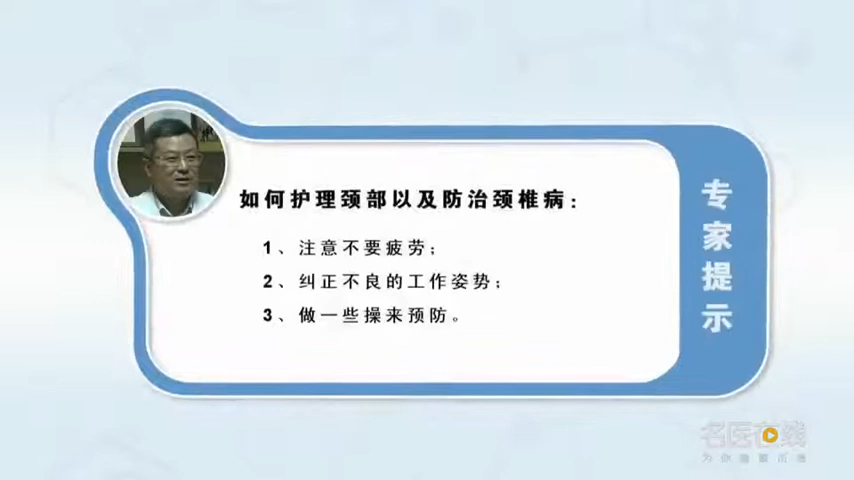 如何护理颈部以及防治颈椎病：
1、注意不要疲劳；
2、纠正不良的工作姿势；
3、做一些操来预防。
专家提示
名医在线